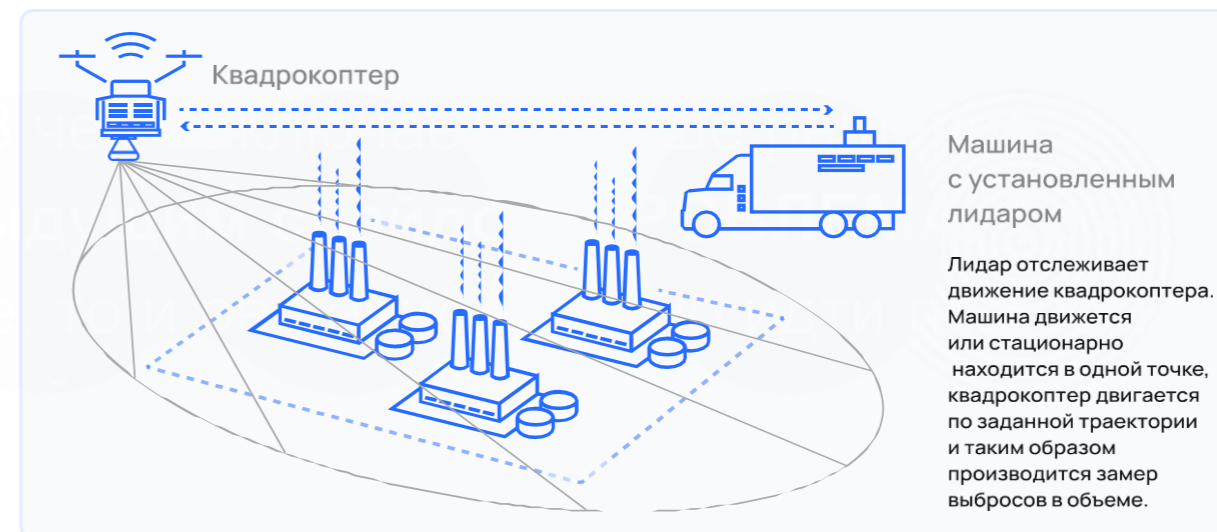 Квадрокоптер
Машина
с установленным
лидаром
Лидар отслеживает
движение квадрокоптера.
Машина движется
или стационарно
находится в одной точке,
квадрокоптер двигается
по заданной траектории
и таким образом
производится замер
выбросов в объеме.